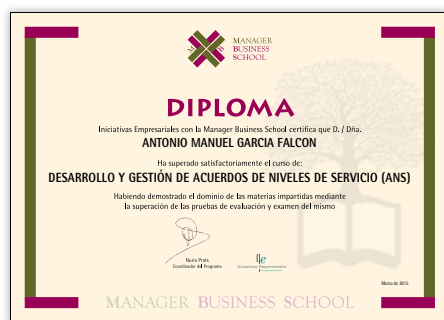 MANAGER
BUSINESS
SCHOOL
DIPLOMA
Iniciativas Empresariales con la Manager Business School certifica que D. / Dña.
ANTONIO MANUEL GARCIA FALCON
Ha superado satisfactoriamente el curso de:
DESARROLLO Y GESTIÓN DE ACUERDOS DE NIVELES DE SERVICIO (ANS)
Habiendo demostrado el dominio de las materias impartidas mediante
la superación de las pruebas de evaluación y examen del mismo
Nuria Prats
Coordinador del Programa
Iniciativas Empresariales
Marzo de 2015
MANAGER BUSINESS SCHOOL